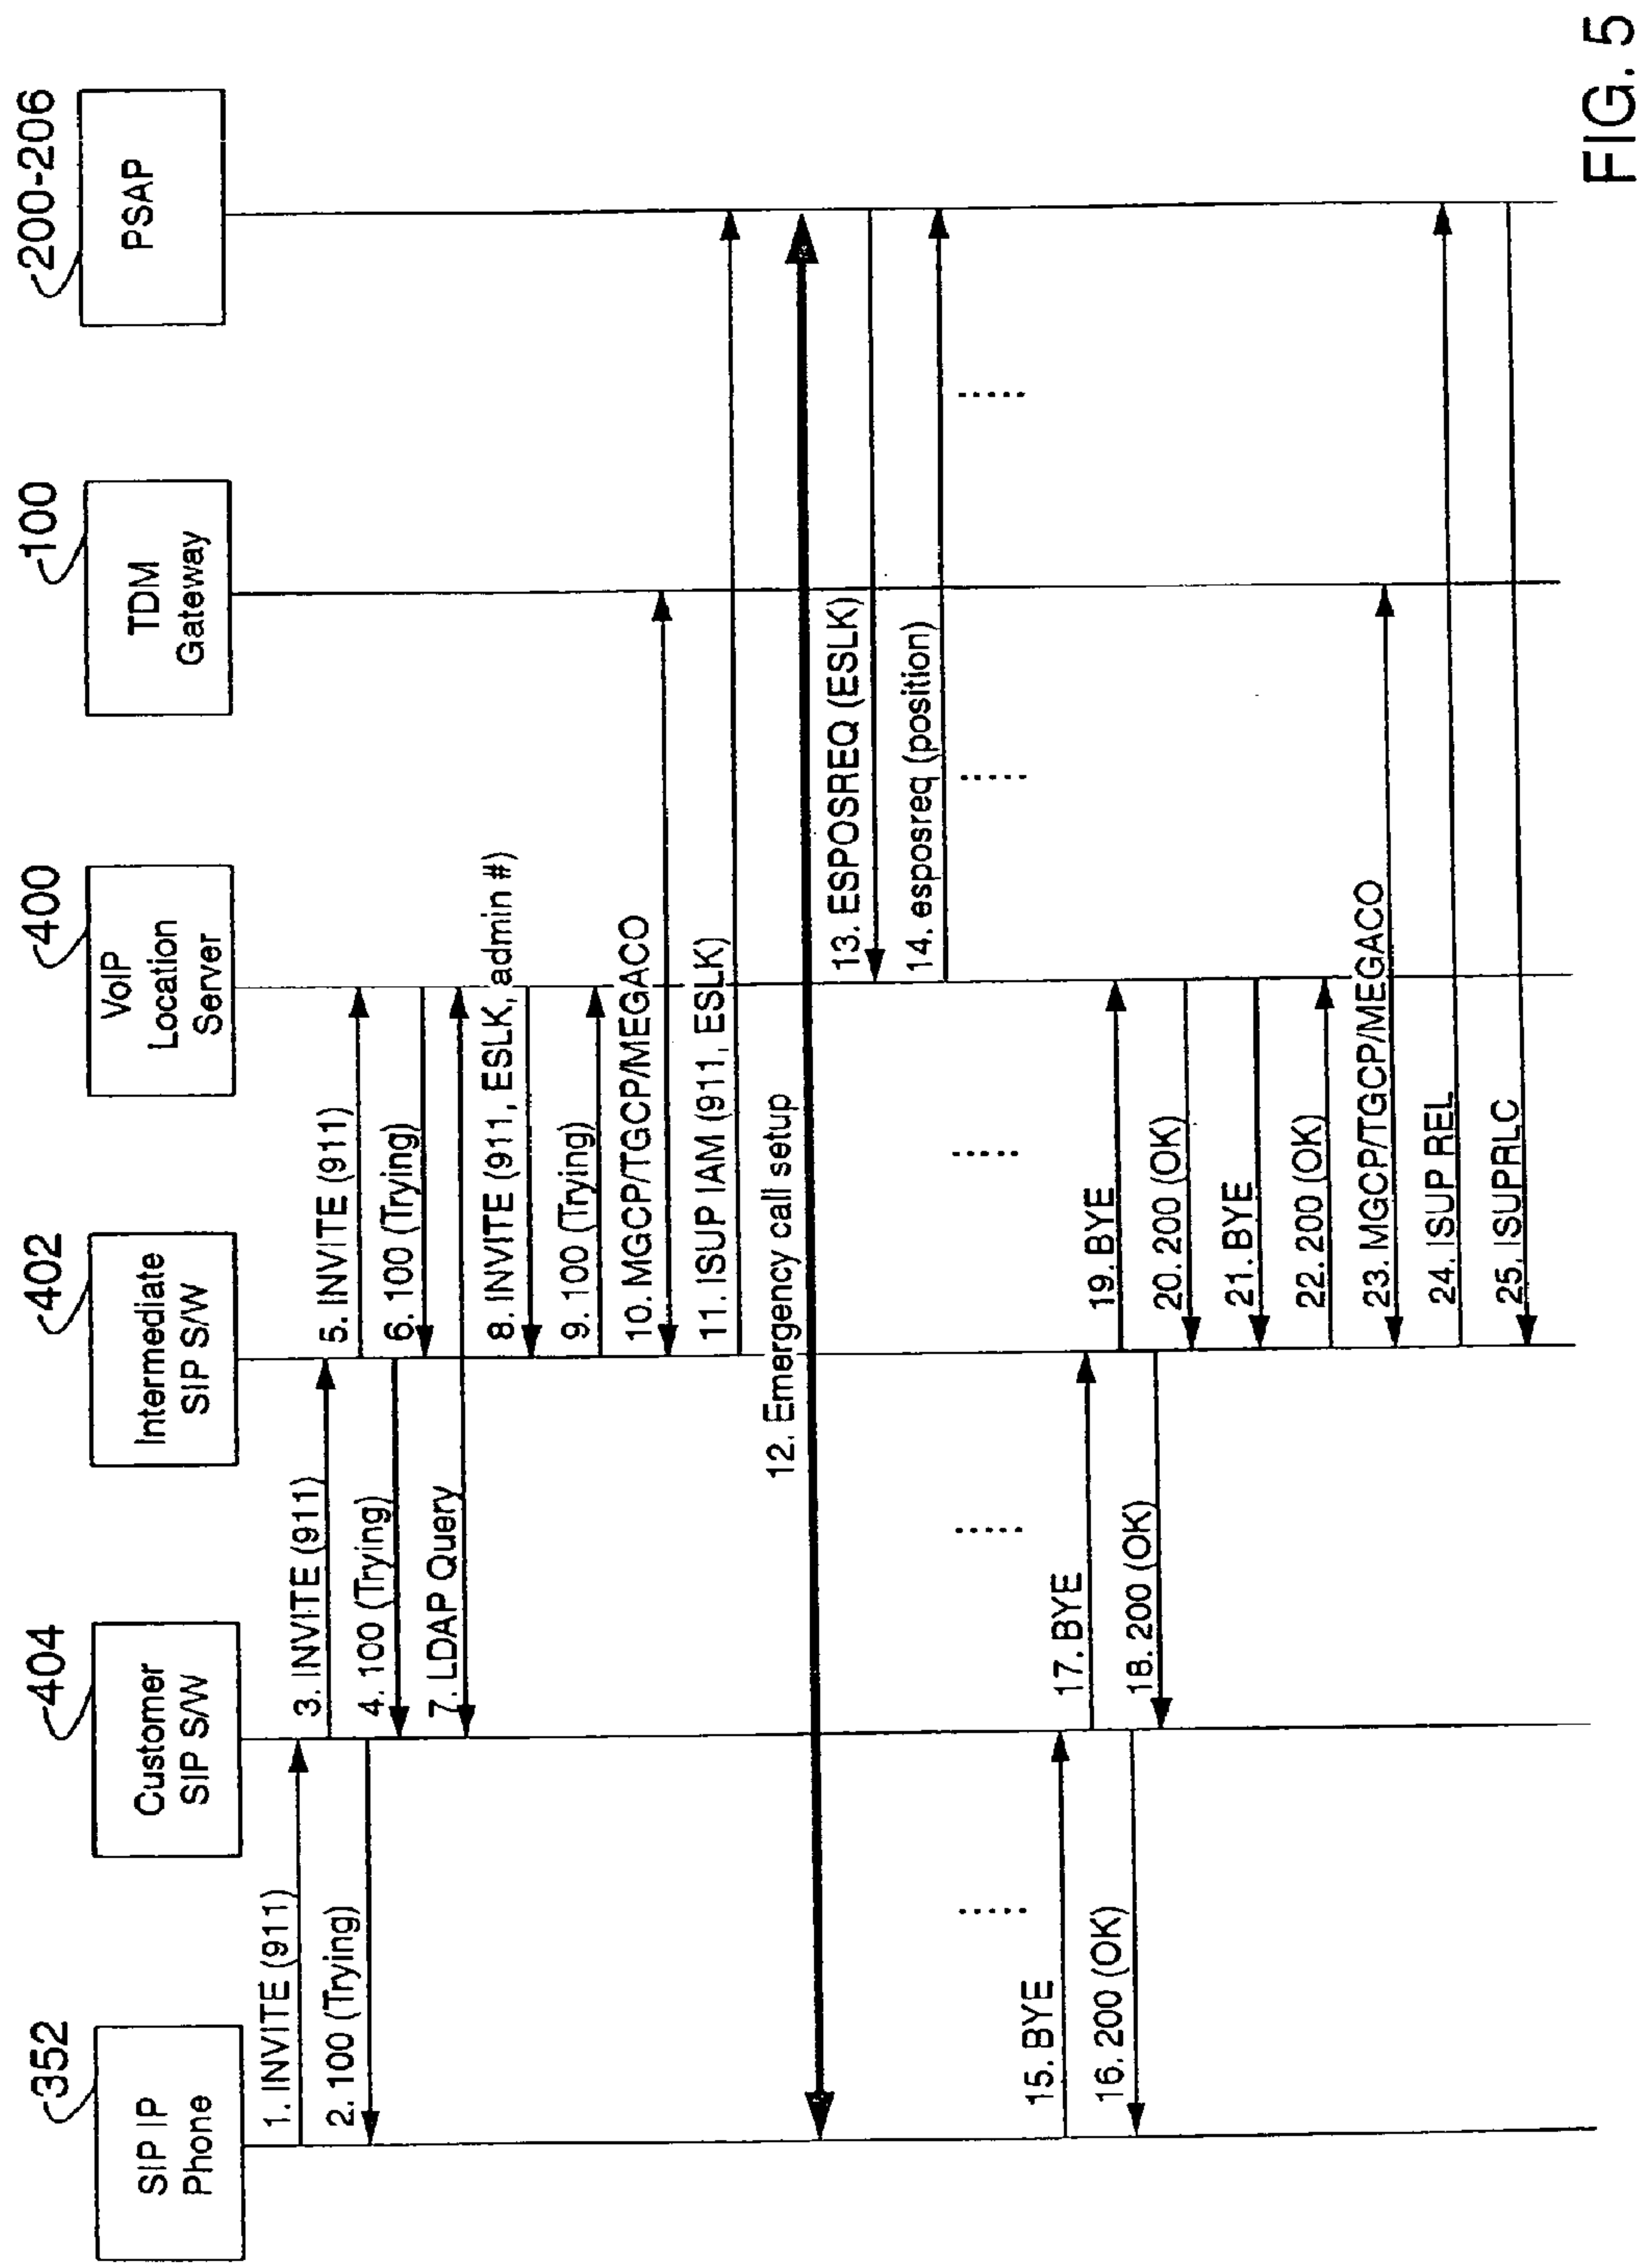 352
SIP IP
Phone
404
Customer
SIP S/W
402
Intermediate
SIP S/W
400
VoIP
Location
Server
100
TDM
Gateway
200-206
PSAP
1. INVITE (911)
2. 100 (Trying)
3. INVITE (911)
4. 100 (Trying)
5. INVITE (911)
6. 100 (Trying)
7. LDAP Query
8. INVITE (911, ESLK, admin #)
9. 100 (Trying)
10. MGCP/TGCP/MEGACO
11. ISUP IAM (911, ESLK)
12. Emergency call setup
13. ESPOSREQ (ESLK)
14. esposreq (position)
15. BYE
16. 200 (OK)
17. BYE
18. 200 (OK)
19. BYE
20. 200 (OK)
21. BYE
22. 200 (OK)
23. MGCP/TGCP/MEGACO
24. ISUP REL
25. ISUPRLC
FIG. 5